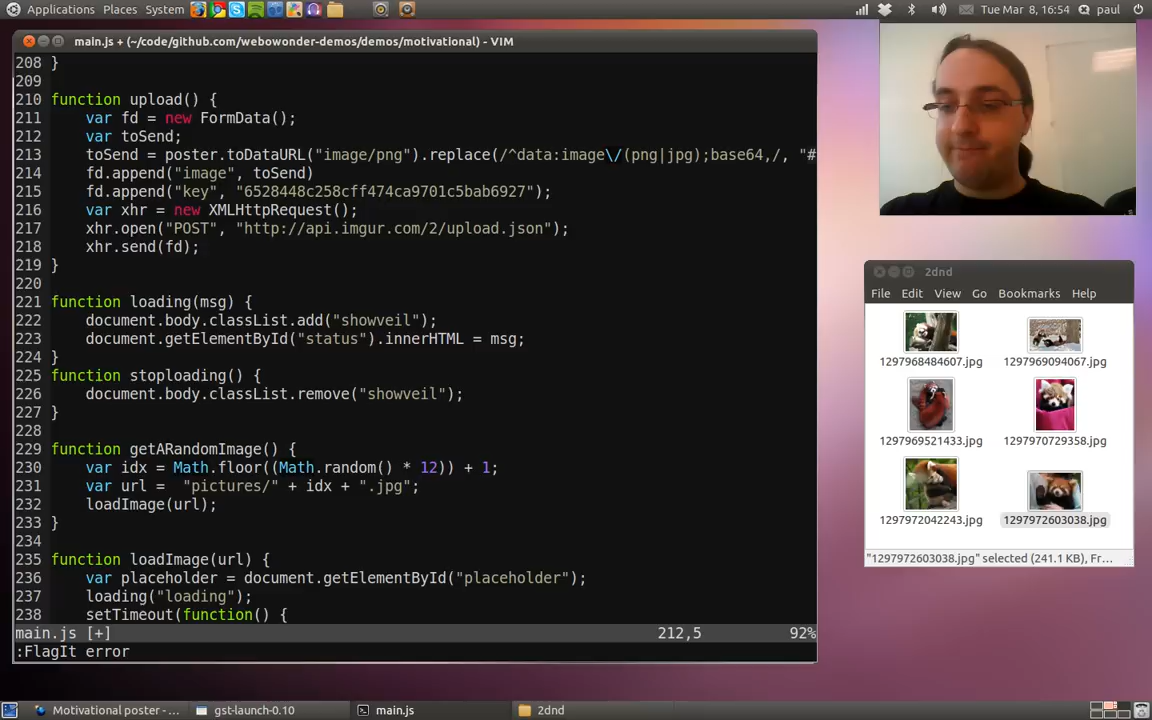 Applications Places System
Tue Mar 8, 16:54 paul
main.js + (~/code/github.com/webowonder-demos/demos/motivational) - VIM
208 }
209
210 function upload() {
211 var fd = new FormData();
212 var toSend;
213 toSend = poster.toDataURL("image/png").replace(/^data:image\/(png|jpg);base64,/, "#
214 fd.append("image", toSend)
215 fd.append("key", "6528448c258cff474ca9701c5bab6927");
216 var xhr = new XMLHttpRequest();
217 xhr.open("POST", "http://api.imgur.com/2/upload.json");
218 xhr.send(fd);
219 }
220
221 function loading(msg) {
222 document.body.classList.add("showveil");
223 document.getElementById("status").innerHTML = msg;
224 }
225 function stoploading() {
226 document.body.classList.remove("showveil");
227 }
228
229 function getARandomImage() {
230 var idx = Math.floor((Math.random() * 12)) + 1;
231 var url =  "pictures/" + idx + ".jpg";
232 loadImage(url);
233 }
234
235 function loadImage(url) {
236 var placeholder = document.getElementById("placeholder");
237 loading("loading");
238 setTimeout(function() {
main.js [+] 212,5 92%
:FlagIt error
2dnd
File Edit View Go Bookmarks Help
1297968484607.jpg 1297969094067.jpg
1297969521433.jpg 1297970729358.jpg
1297972042243.jpg 1297972603038.jpg
"1297972603038.jpg" selected (241.1 KB), Fr...
Motivational poster - ... gst-launch-0.10 main.js 2dnd